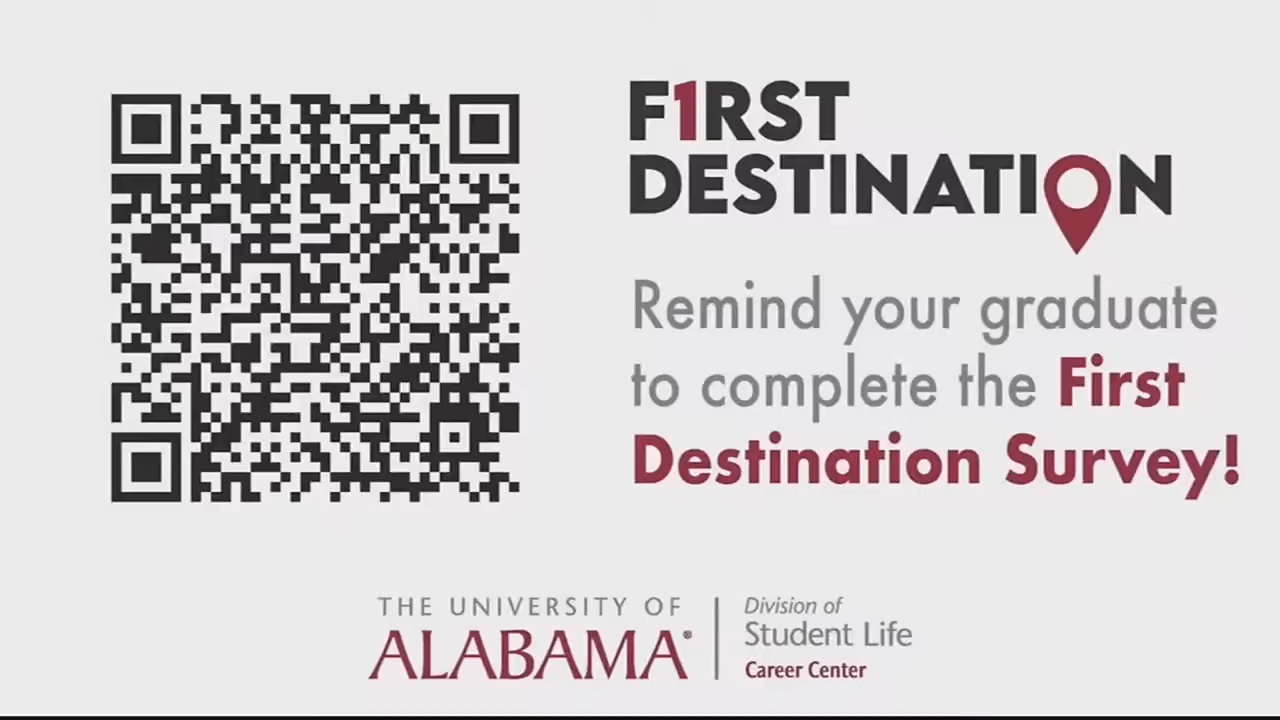 F1RST
DESTINATION
Remind your graduate
to complete the First
Destination Survey!
THE UNIVERSITY OF
ALABAMA®
Division of
Student Life
Career Center